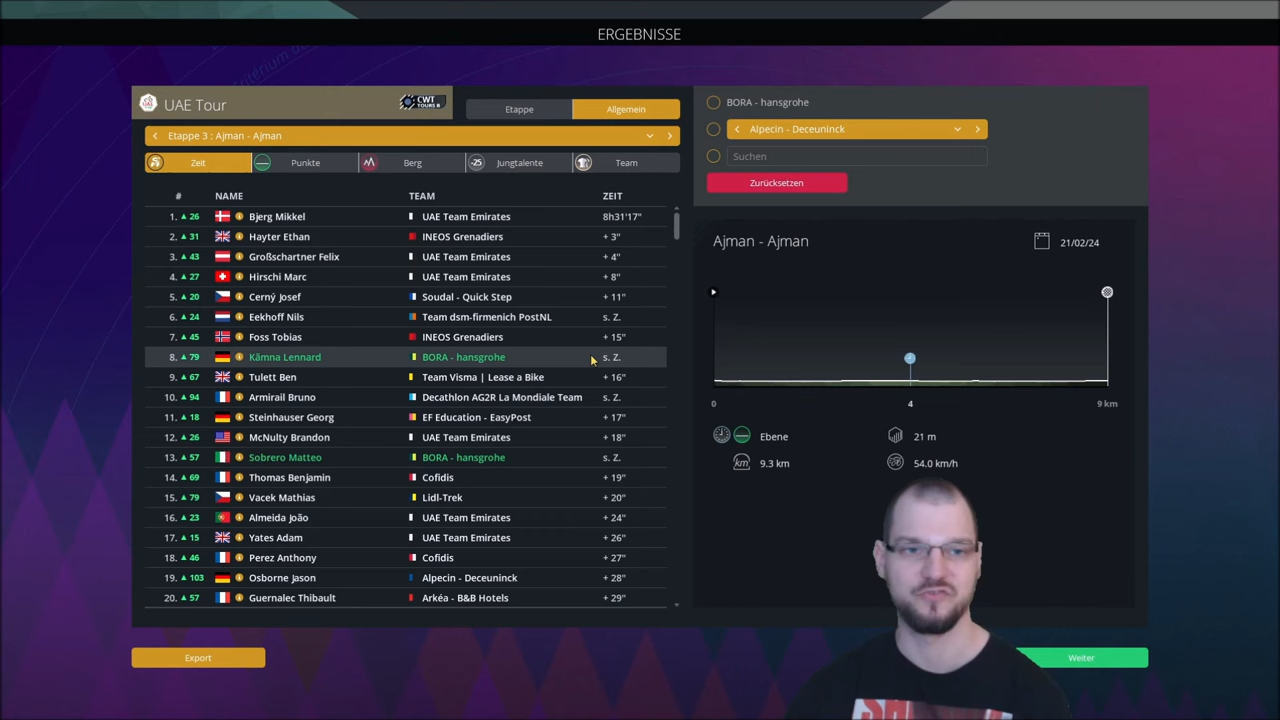 ERGEBNISSE
UAE Tour
CWT
TOURS B
Etappe
Allgemein
Etappe 3 : Ajman - Ajman
Zeit
Punkte
Berg
-25
Jungtalente
Team
# NAME TEAM ZEIT
1. 26 Bjerg Mikkel UAE Team Emirates 8h31'17"
2. 31 Hayter Ethan INEOS Grenadiers + 3"
3. 43 Großschartner Felix UAE Team Emirates + 4"
4. 27 Hirschi Marc UAE Team Emirates + 8"
5. 20 Cerný Josef Soudal - Quick Step + 11"
6. 24 Eekhoff Nils Team dsm-firmenich PostNL s. Z.
7. 45 Foss Tobias INEOS Grenadiers + 15"
8. 79 Kämna Lennard BORA - hansgrohe s. Z.
9. 67 Tulett Ben Team Visma | Lease a Bike + 16"
10. 94 Armirail Bruno Decathlon AG2R La Mondiale Team s. Z.
11. 18 Steinhauser Georg EF Education - EasyPost + 17"
12. 26 McNulty Brandon UAE Team Emirates + 18"
13. 57 Sobrero Matteo BORA - hansgrohe s. Z.
14. 69 Thomas Benjamin Cofidis + 19"
15. 79 Vacek Mathias Lidl-Trek + 20"
16. 23 Almeida João UAE Team Emirates + 24"
17. 15 Yates Adam UAE Team Emirates + 26"
18. 46 Perez Anthony Cofidis + 27"
19. 103 Osborne Jason Alpecin - Deceuninck + 28"
20. 57 Guernalec Thibault Arkéa - B&B Hotels + 29"
Export
BORA - hansgrohe
Alpecin - Deceuninck
Suchen
Zurücksetzen
Ajman - Ajman
21/02/24
0 4 9 km
Ebene
21 m
km
9.3 km
54.0 km/h
Weiter